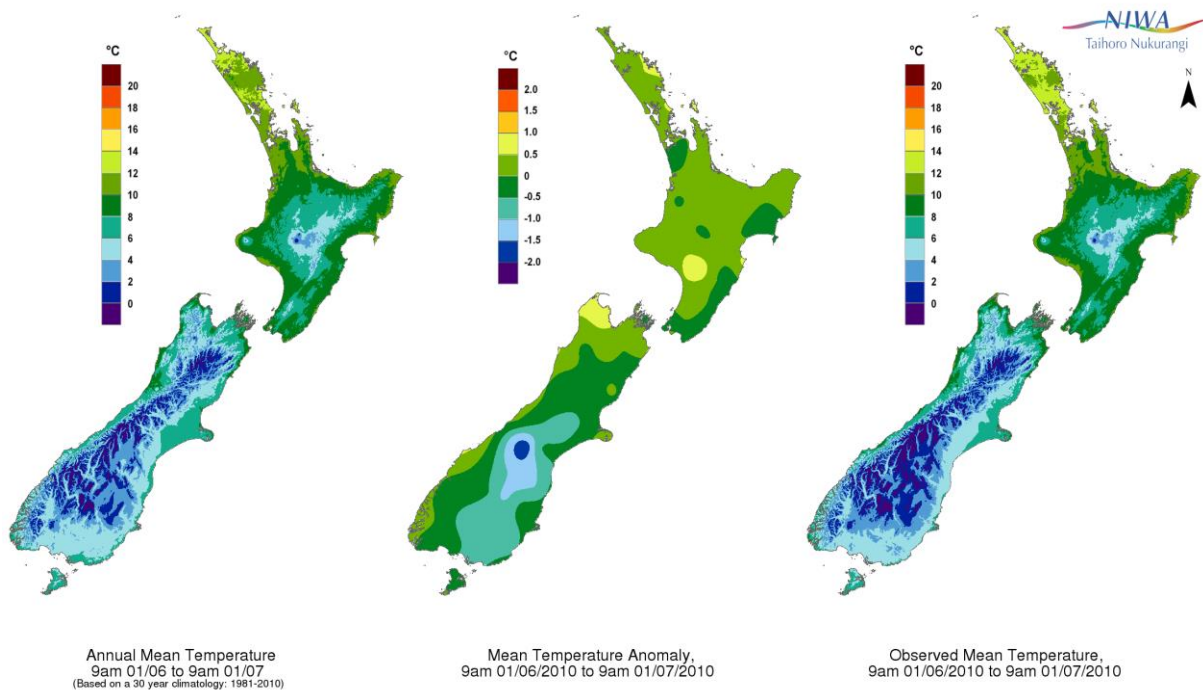 NIWA
Taihoro Nukurangi
N
°C
20
18
16
14
12
10
8
6
4
2
0
°C
2.0
1.5
1.0
0.5
0
-0.5
-1.0
-1.5
-2.0
°C
20
18
16
14
12
10
8
6
4
2
0
Annual Mean Temperature
9am 01/06 to 9am 01/07
(Based on a 30 year climatology: 1981-2010)
Mean Temperature Anomaly,
9am 01/06/2010 to 9am 01/07/2010
Observed Mean Temperature,
9am 01/06/2010 to 9am 01/07/2010